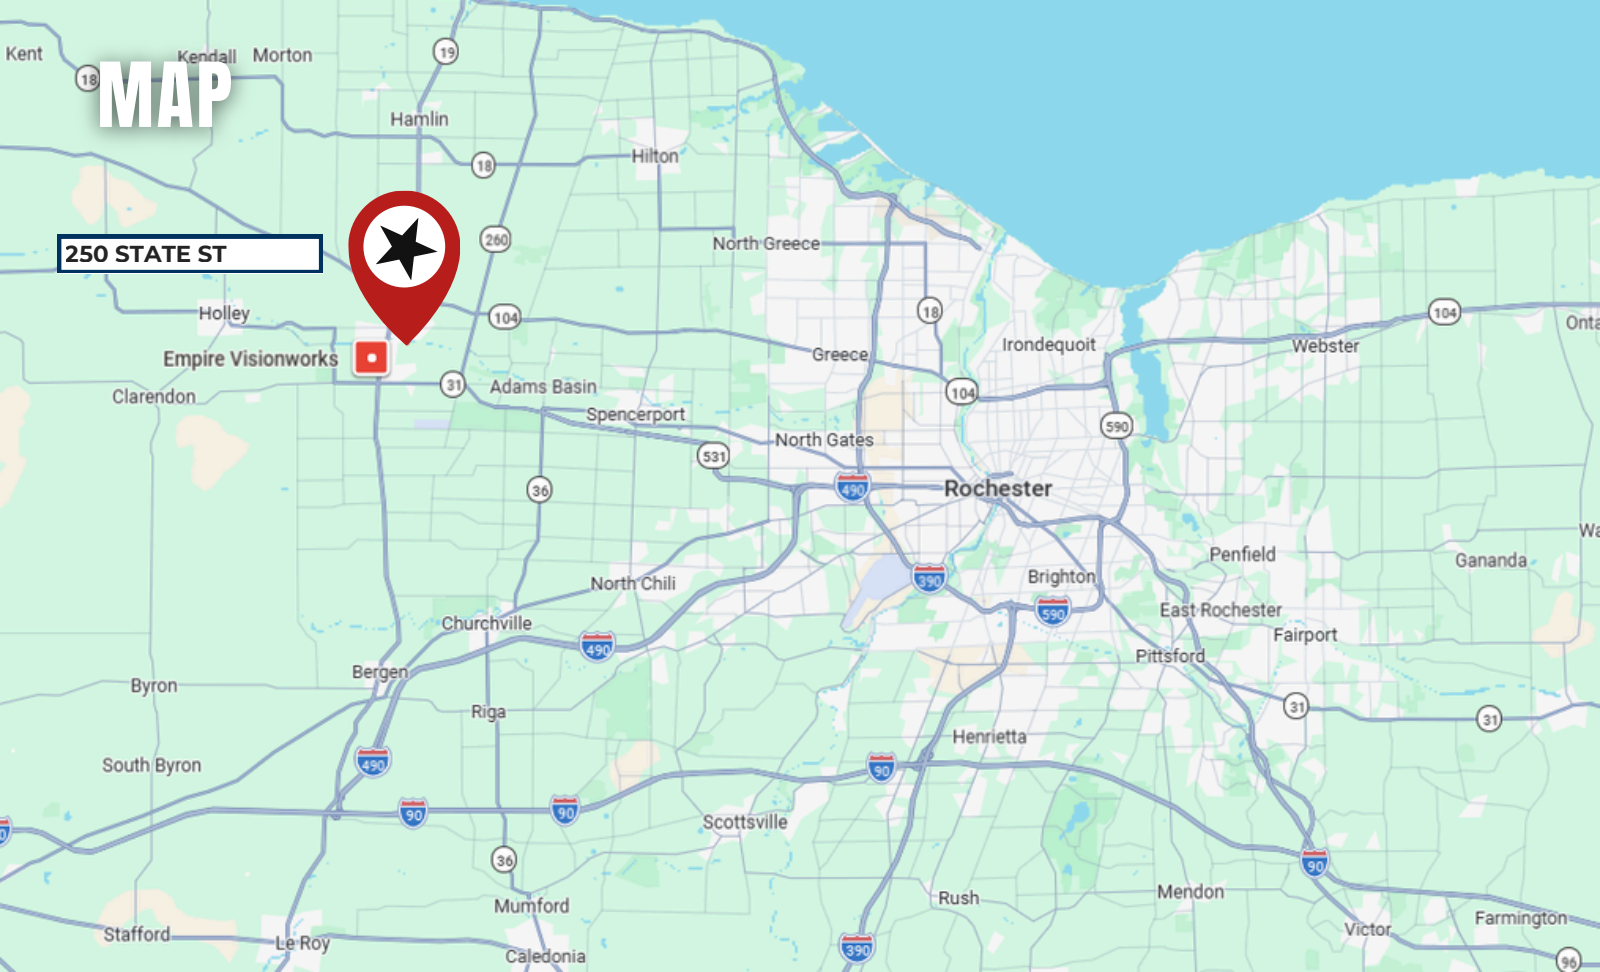 Kent
Kendall
Morton
19
18
MAP
Hamlin
18
Hilton
260
North Greece
250 STATE ST
Holley
104
18
104
Onta
Irondequoit
Webster
Greece
Empire Visionworks
31
Adams Basin
104
Clarendon
Spencerport
590
North Gates
531
36
490
Rochester
Wa
Penfield
Gananda
North Chili
390
Brighton
590
East Rochester
Churchville
Fairport
490
Pittsford
Bergen
Byron
31
31
Riga
Henrietta
South Byron
490
90
90
90
Scottsville
0
36
90
Mendon
Rush
Mumford
Farmington
Victor
Stafford
Le Roy
390
Caledonia
96